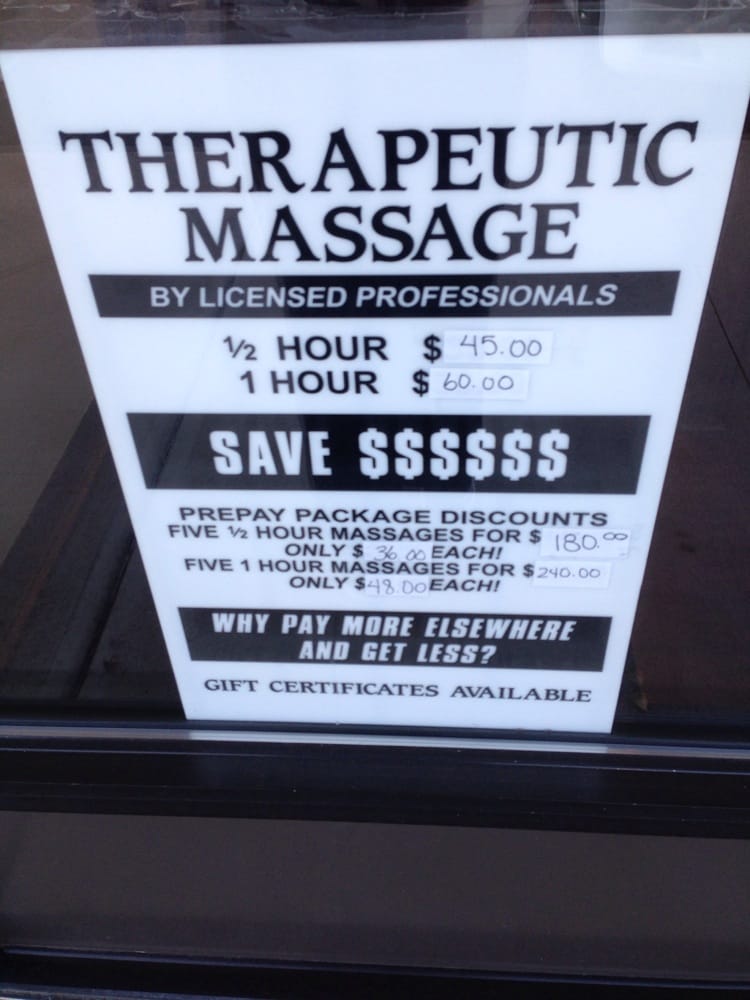 THERAPEUTIC
MASSAGE
BY LICENSED PROFESSIONALS
½ HOUR $ 45.00
1 HOUR $ 60.00
SAVE $$$$$$
PREPAY PACKAGE DISCOUNTS
FIVE ½ HOUR MASSAGES FOR $ 180.00
ONLY $ 36.00 EACH!
FIVE 1 HOUR MASSAGES FOR $ 240.00
ONLY $ 48.00 EACH!
WHY PAY MORE ELSEWHERE
AND GET LESS?
GIFT CERTIFICATES AVAILABLE